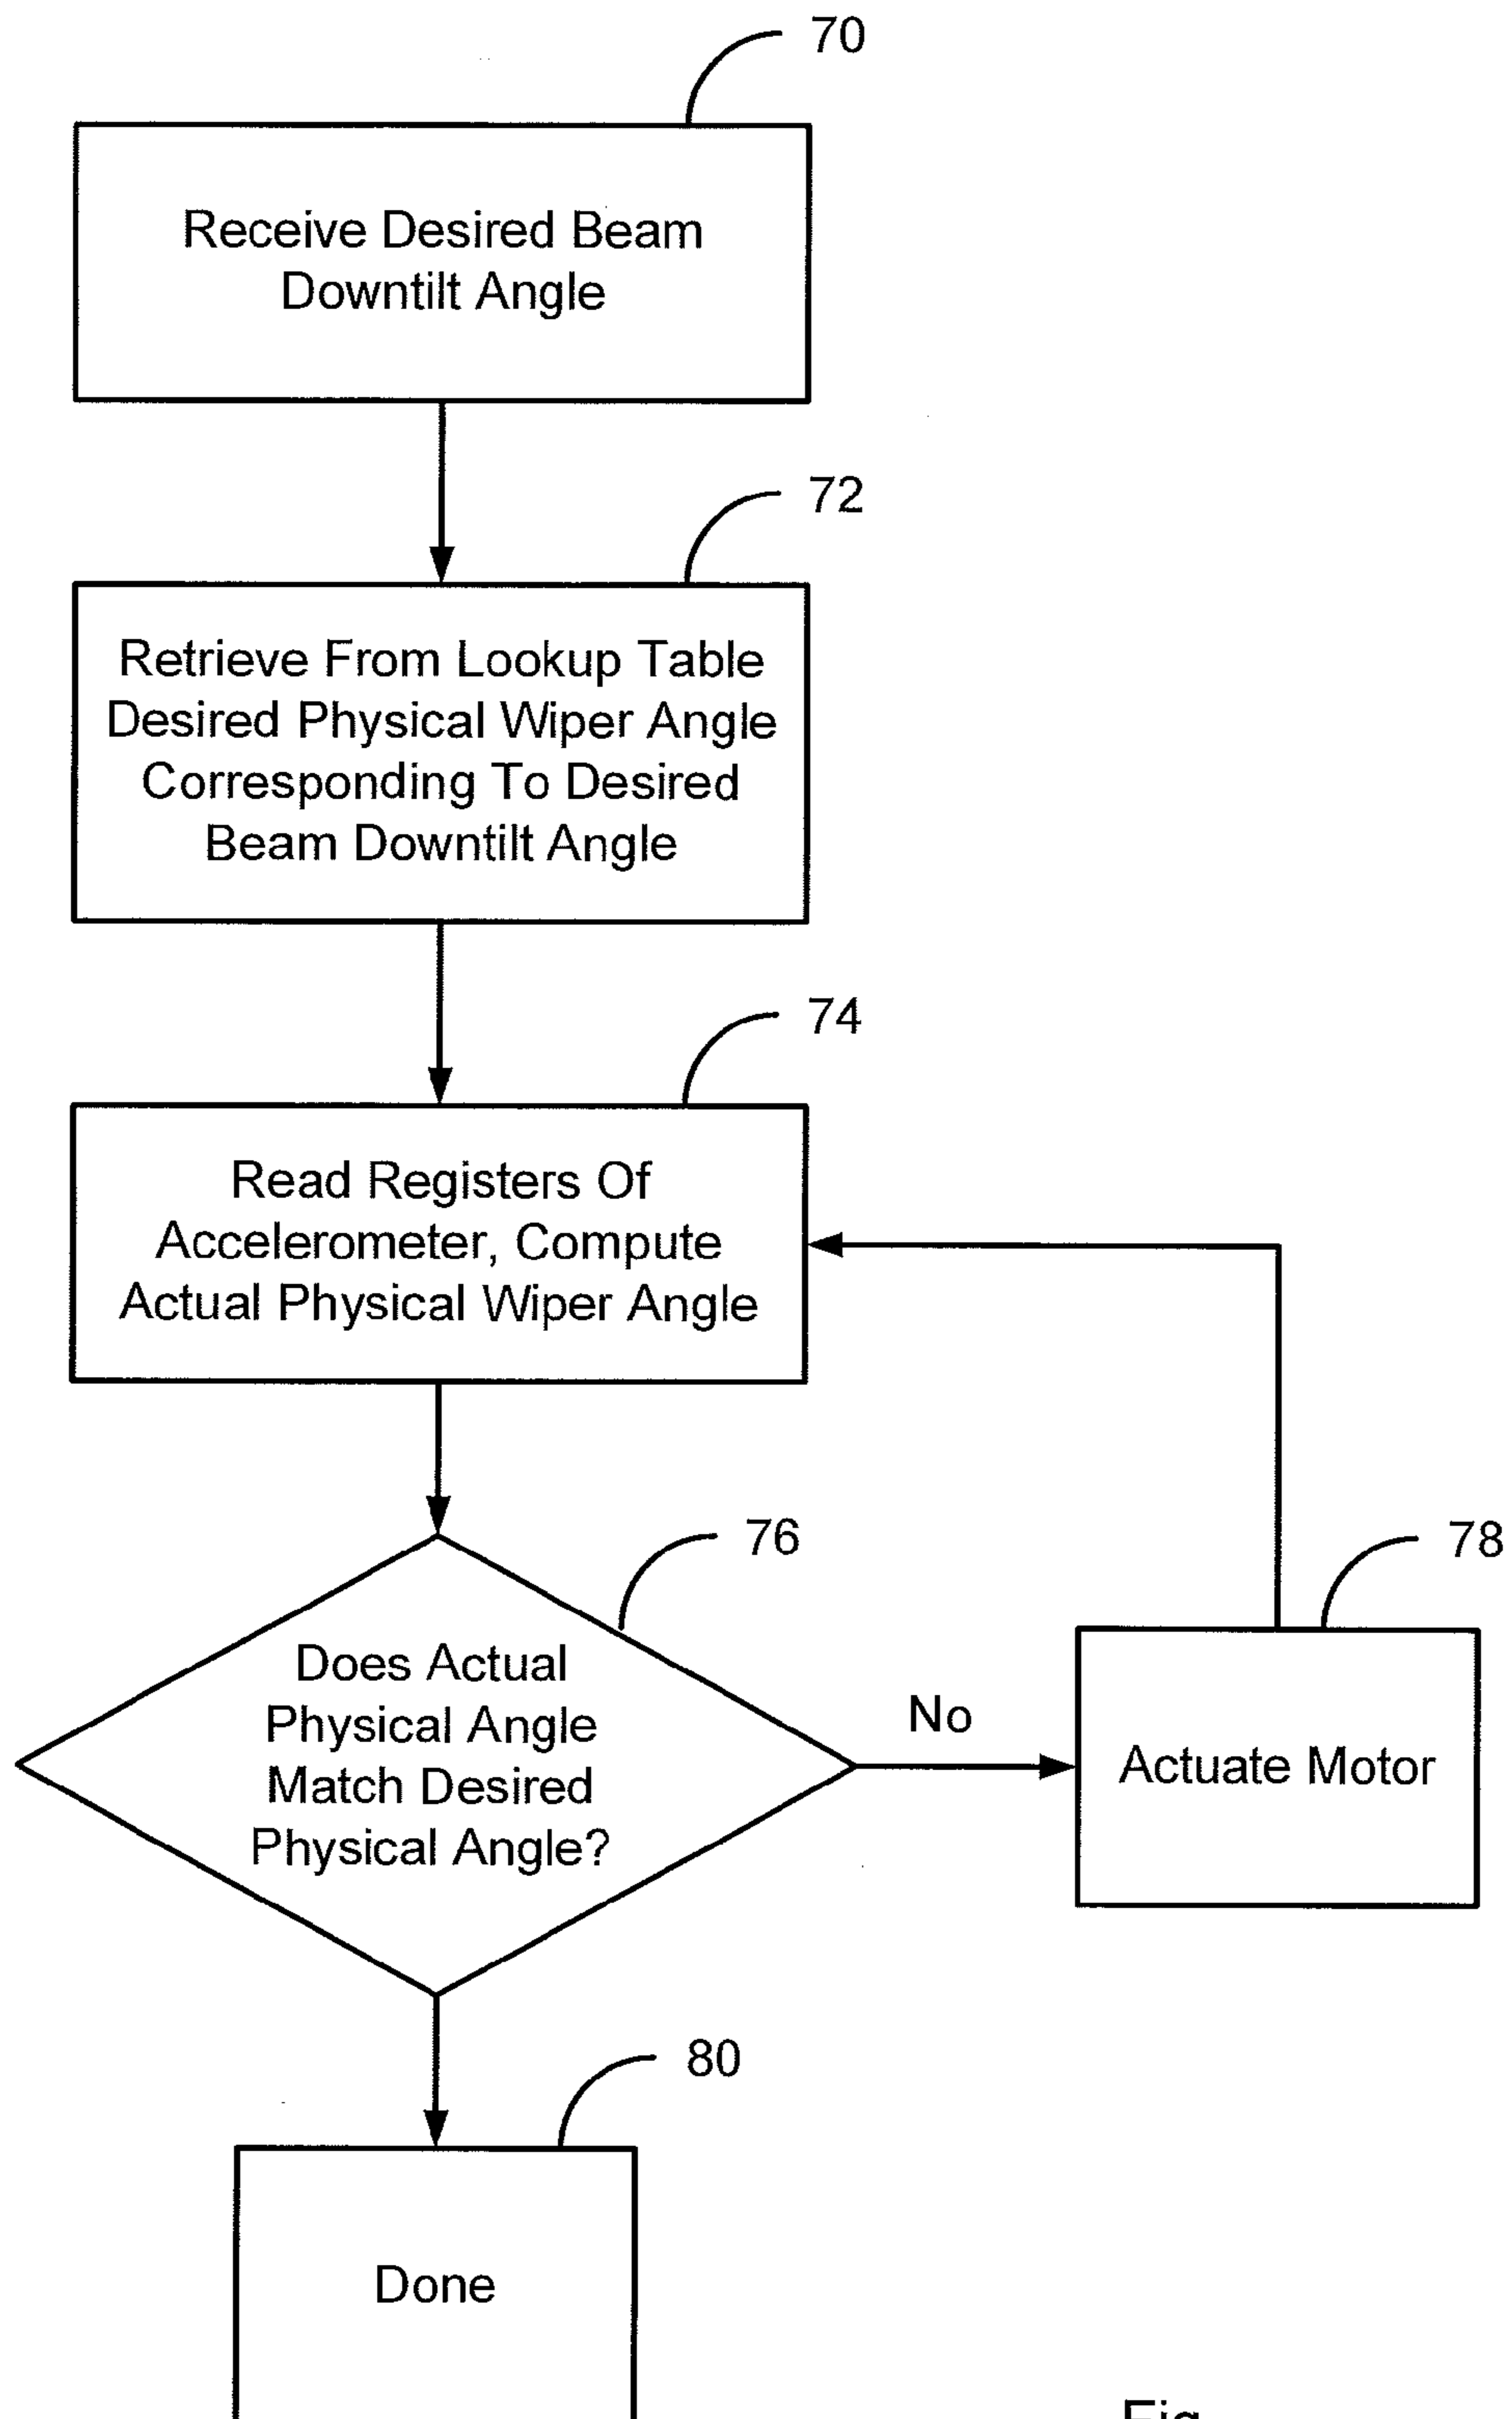 70
Receive Desired Beam
Downtilt Angle
72
Retrieve From Lookup Table
Desired Physical Wiper Angle
Corresponding To Desired
Beam Downtilt Angle
74
Read Registers Of
Accelerometer, Compute
Actual Physical Wiper Angle
76
Does Actual
Physical Angle
Match Desired
Physical Angle?
No
78
Actuate Motor
80
Done
Fig